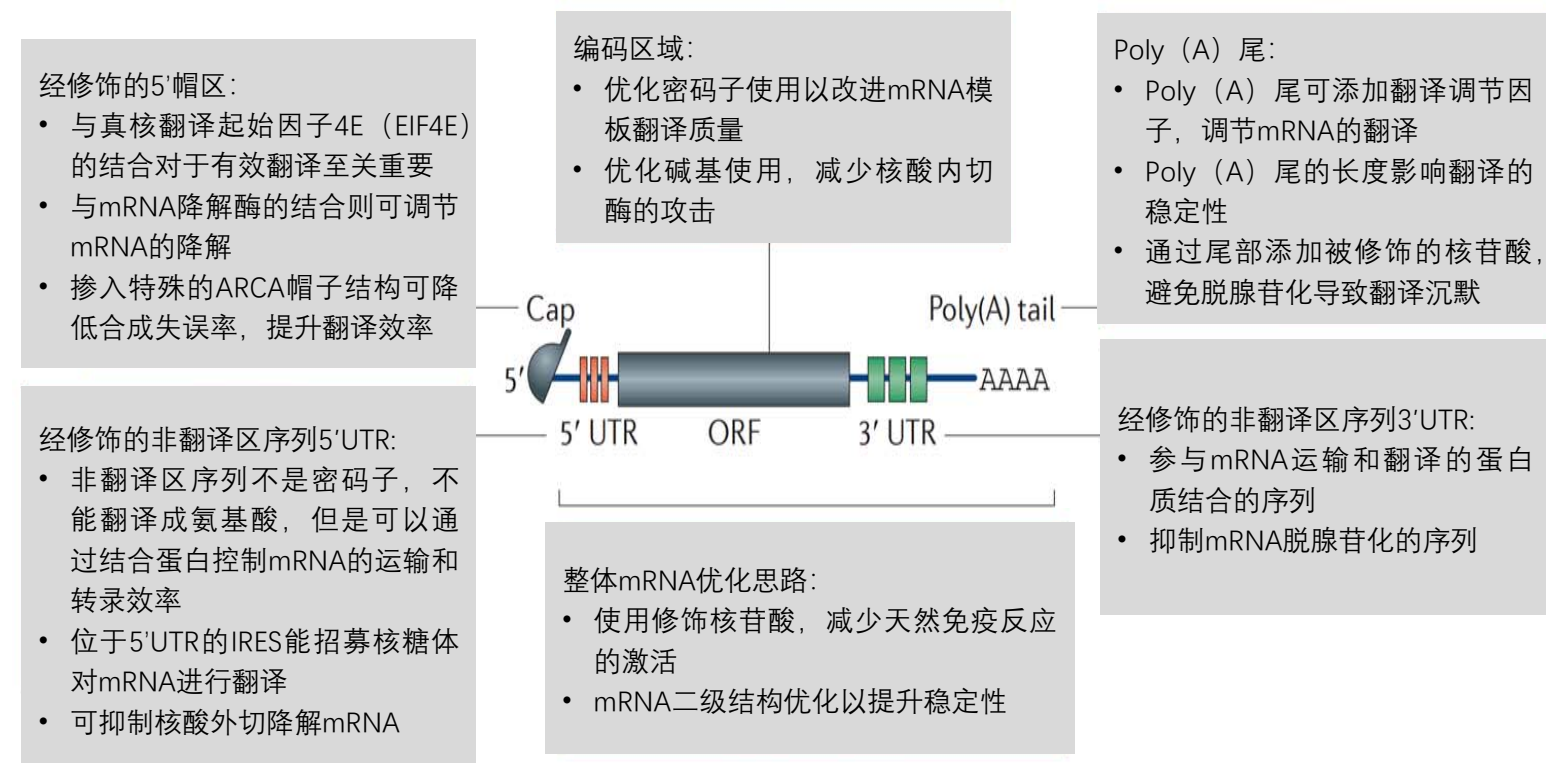 经修饰的5’帽区:
• 与真核翻译起始因子4E（EIF4E）
的结合对于有效翻译至关重要
• 与mRNA降解酶的结合则可调节
mRNA的降解
• 掺入特殊的ARCA帽子结构可降
低合成失误率，提升翻译效率
编码区域:
• 优化密码子使用以改进mRNA模
板翻译质量
• 优化碱基使用，减少核酸内切
酶的攻击
Poly（A）尾:
• Poly（A）尾可添加翻译调节因
子，调节mRNA的翻译
• Poly（A）尾的长度影响翻译的
稳定性
• 通过尾部添加被修饰的核苷酸，
避免脱腺苷化导致翻译沉默
Cap
Poly(A) tail
5′
AAAA
5′ UTR
ORF
3′ UTR
经修饰的非翻译区序列5'UTR:
• 非翻译区序列不是密码子，不
能翻译成氨基酸，但是可以通
过结合蛋白控制mRNA的运输和
转录效率
• 位于5'UTR的IRES能招募核糖体
对mRNA进行翻译
• 可抑制核酸外切降解mRNA
整体mRNA优化思路:
• 使用修饰核苷酸，减少天然免疫反应
的激活
• mRNA二级结构优化以提升稳定性
经修饰的非翻译区序列3'UTR:
• 参与mRNA运输和翻译的蛋白
质结合的序列
• 抑制mRNA脱腺苷化的序列